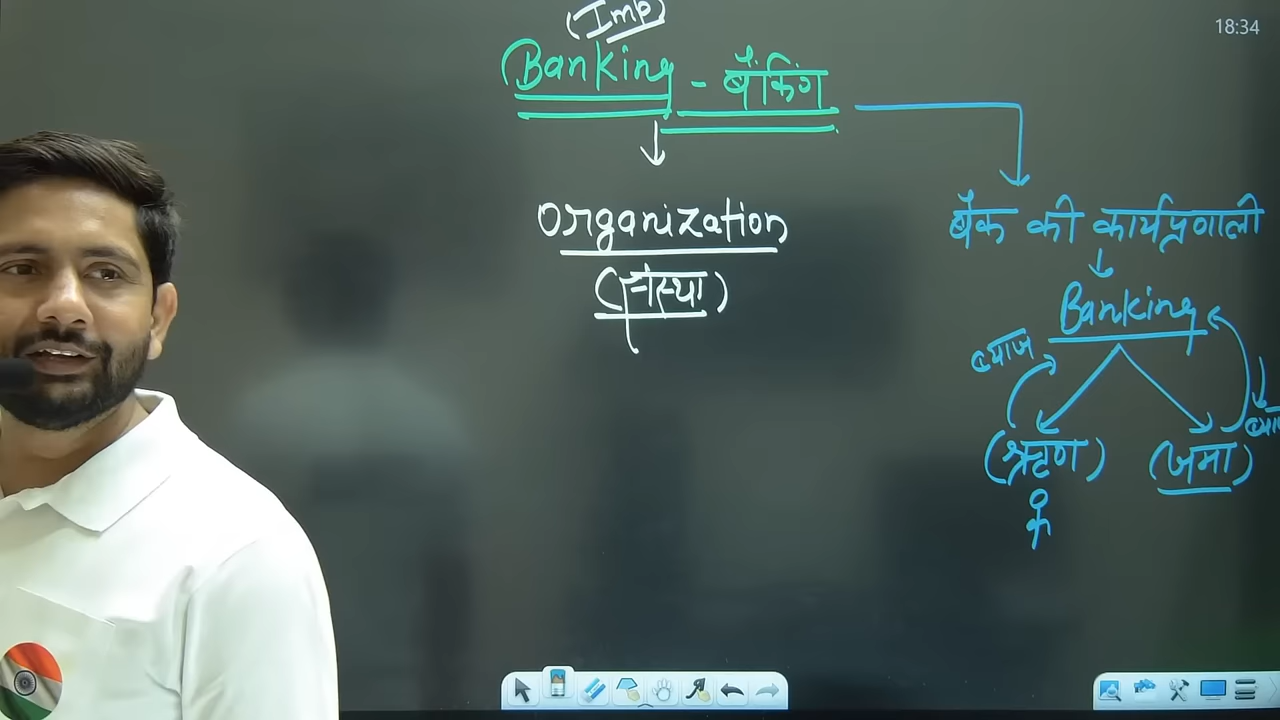 (Imp)
Banking - बैंकिंग
18:34
Organization
(संस्था)
बैंक की कार्यप्रणाली
Banking
ब्याज
(ऋण)
(जमा)